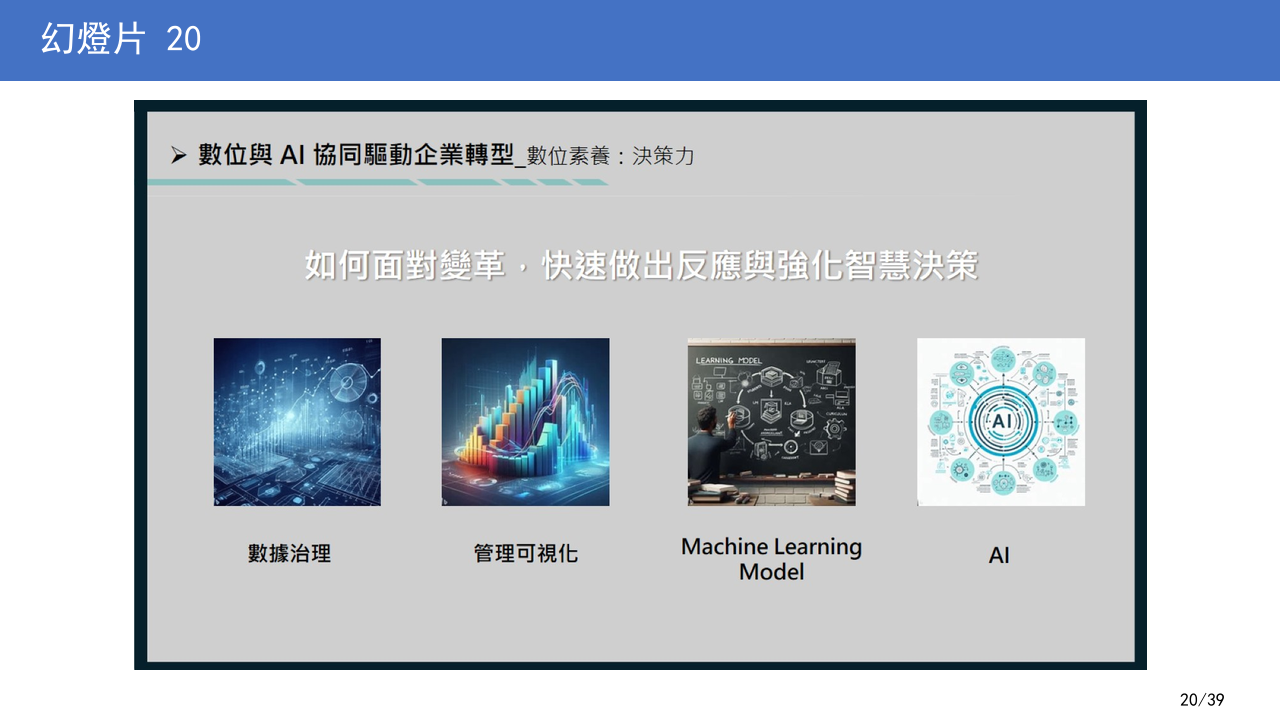 幻燈片 20
➤ 數位與 AI 協同驅動企業轉型_數位素養：決策力
如何面對變革，快速做出反應與強化智慧決策
LEARNING MODEL
AI
數據治理
管理可視化
Machine Learning
Model
AI
20/39